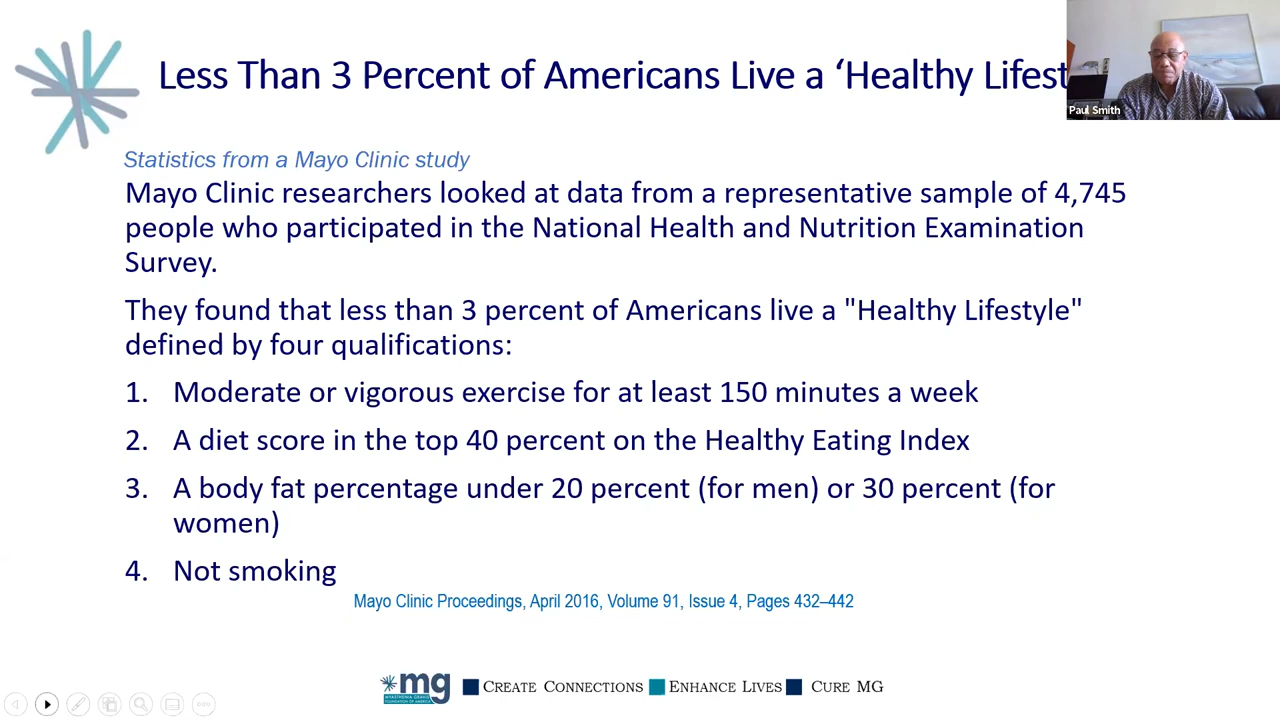 Less Than 3 Percent of Americans Live a ‘Healthy Lifest
Paul Smith
Statistics from a Mayo Clinic study
Mayo Clinic researchers looked at data from a representative sample of 4,745
people who participated in the National Health and Nutrition Examination
Survey.
They found that less than 3 percent of Americans live a "Healthy Lifestyle"
defined by four qualifications:
1. Moderate or vigorous exercise for at least 150 minutes a week
2. A diet score in the top 40 percent on the Healthy Eating Index
3. A body fat percentage under 20 percent (for men) or 30 percent (for
women)
4. Not smoking
Mayo Clinic Proceedings, April 2016, Volume 91, Issue 4, Pages 432–442
mg
MYASTHENIA GRAVIS
FOUNDATION OF AMERICA
CREATE CONNECTIONS ENHANCE LIVES CURE MG